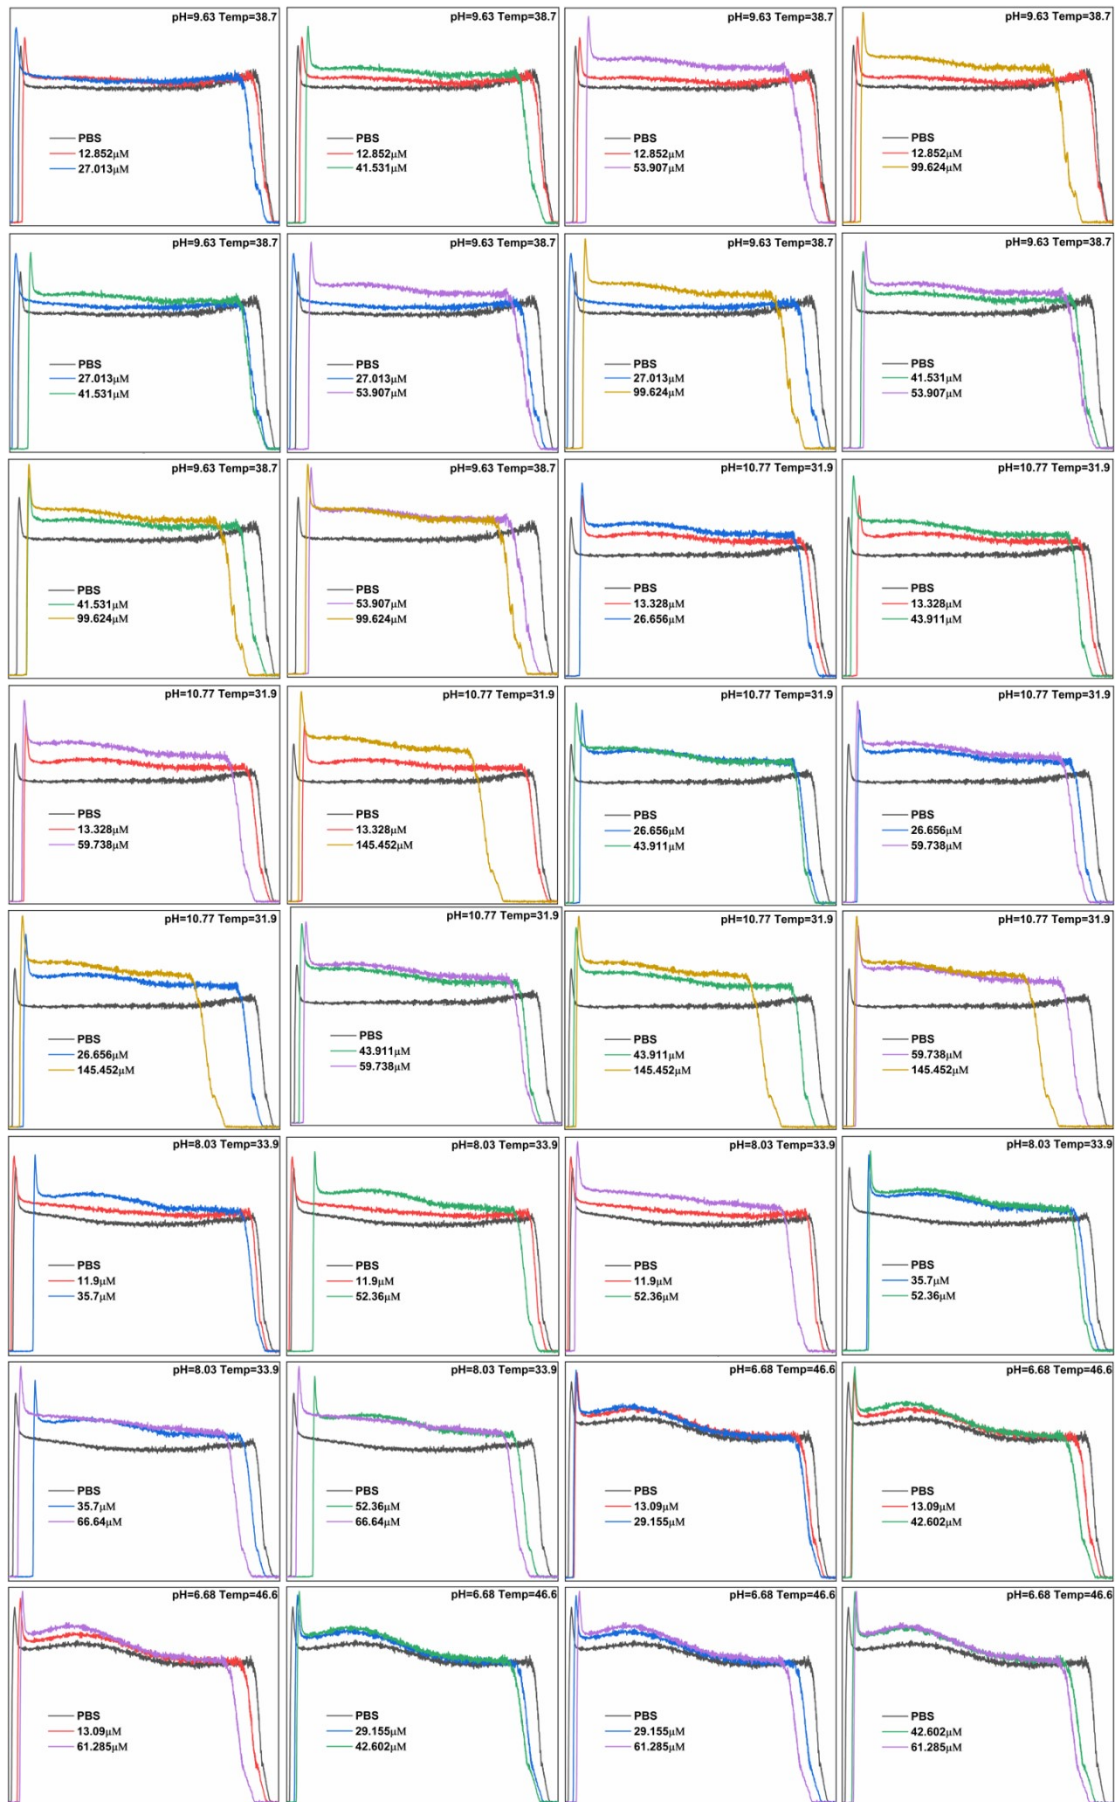 pH=9.63 Temp=38.7
PBS
12.852μM
27.013μM
pH=9.63 Temp=38.7
PBS
12.852μM
41.531μM
pH=9.63 Temp=38.7
PBS
12.852μM
53.907μM
pH=9.63 Temp=38.7
PBS
12.852μM
99.624μM
pH=9.63 Temp=38.7
PBS
27.013μM
41.531μM
pH=9.63 Temp=38.7
PBS
27.013μM
53.907μM
pH=9.63 Temp=38.7
PBS
27.013μM
99.624μM
pH=9.63 Temp=38.7
PBS
41.531μM
53.907μM
pH=9.63 Temp=38.7
PBS
41.531μM
99.624μM
pH=9.63 Temp=38.7
PBS
53.907μM
99.624μM
pH=10.77 Temp=31.9
PBS
13.328μM
26.656μM
pH=10.77 Temp=31.9
PBS
13.328μM
43.911μM
pH=10.77 Temp=31.9
PBS
13.328μM
59.738μM
pH=10.77 Temp=31.9
PBS
13.328μM
145.452μM
pH=10.77 Temp=31.9
PBS
26.656μM
43.911μM
pH=10.77 Temp=31.9
PBS
26.656μM
59.738μM
pH=10.77 Temp=31.9
PBS
26.656μM
145.452μM
pH=10.77 Temp=31.9
PBS
43.911μM
59.738μM
pH=10.77 Temp=31.9
PBS
43.911μM
145.452μM
pH=10.77 Temp=31.9
PBS
59.738μM
145.452μM
pH=8.03 Temp=33.9
PBS
11.9μM
35.7μM
pH=8.03 Temp=33.9
PBS
11.9μM
52.36μM
pH=8.03 Temp=33.9
PBS
11.9μM
52.36μM
pH=8.03 Temp=33.9
PBS
35.7μM
52.36μM
pH=8.03 Temp=33.9
PBS
35.7μM
66.64μM
pH=8.03 Temp=33.9
PBS
52.36μM
66.64μM
pH=6.68 Temp=46.6
PBS
13.09μM
29.155μM
pH=6.68 Temp=46.6
PBS
13.09μM
42.602μM
pH=6.68 Temp=46.6
PBS
13.09μM
61.285μM
pH=6.68 Temp=46.6
PBS
29.155μM
42.602μM
pH=6.68 Temp=46.6
PBS
29.155μM
61.285μM
pH=6.68 Temp=46.6
PBS
42.602μM
61.285μM